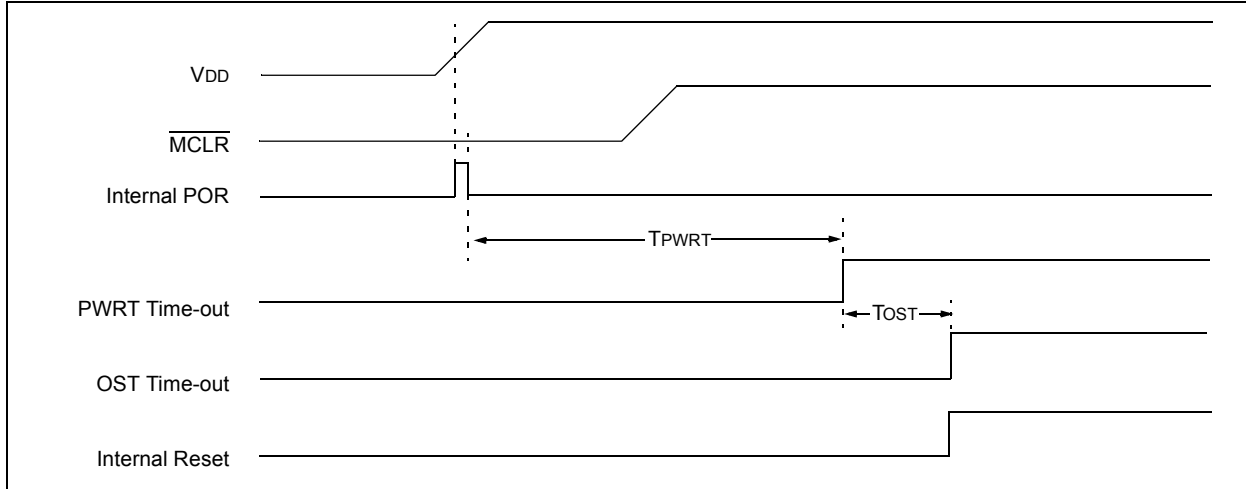 VDD
MCLR
Internal POR
TPWRT
PWRT Time-out
TOST
OST Time-out
Internal Reset